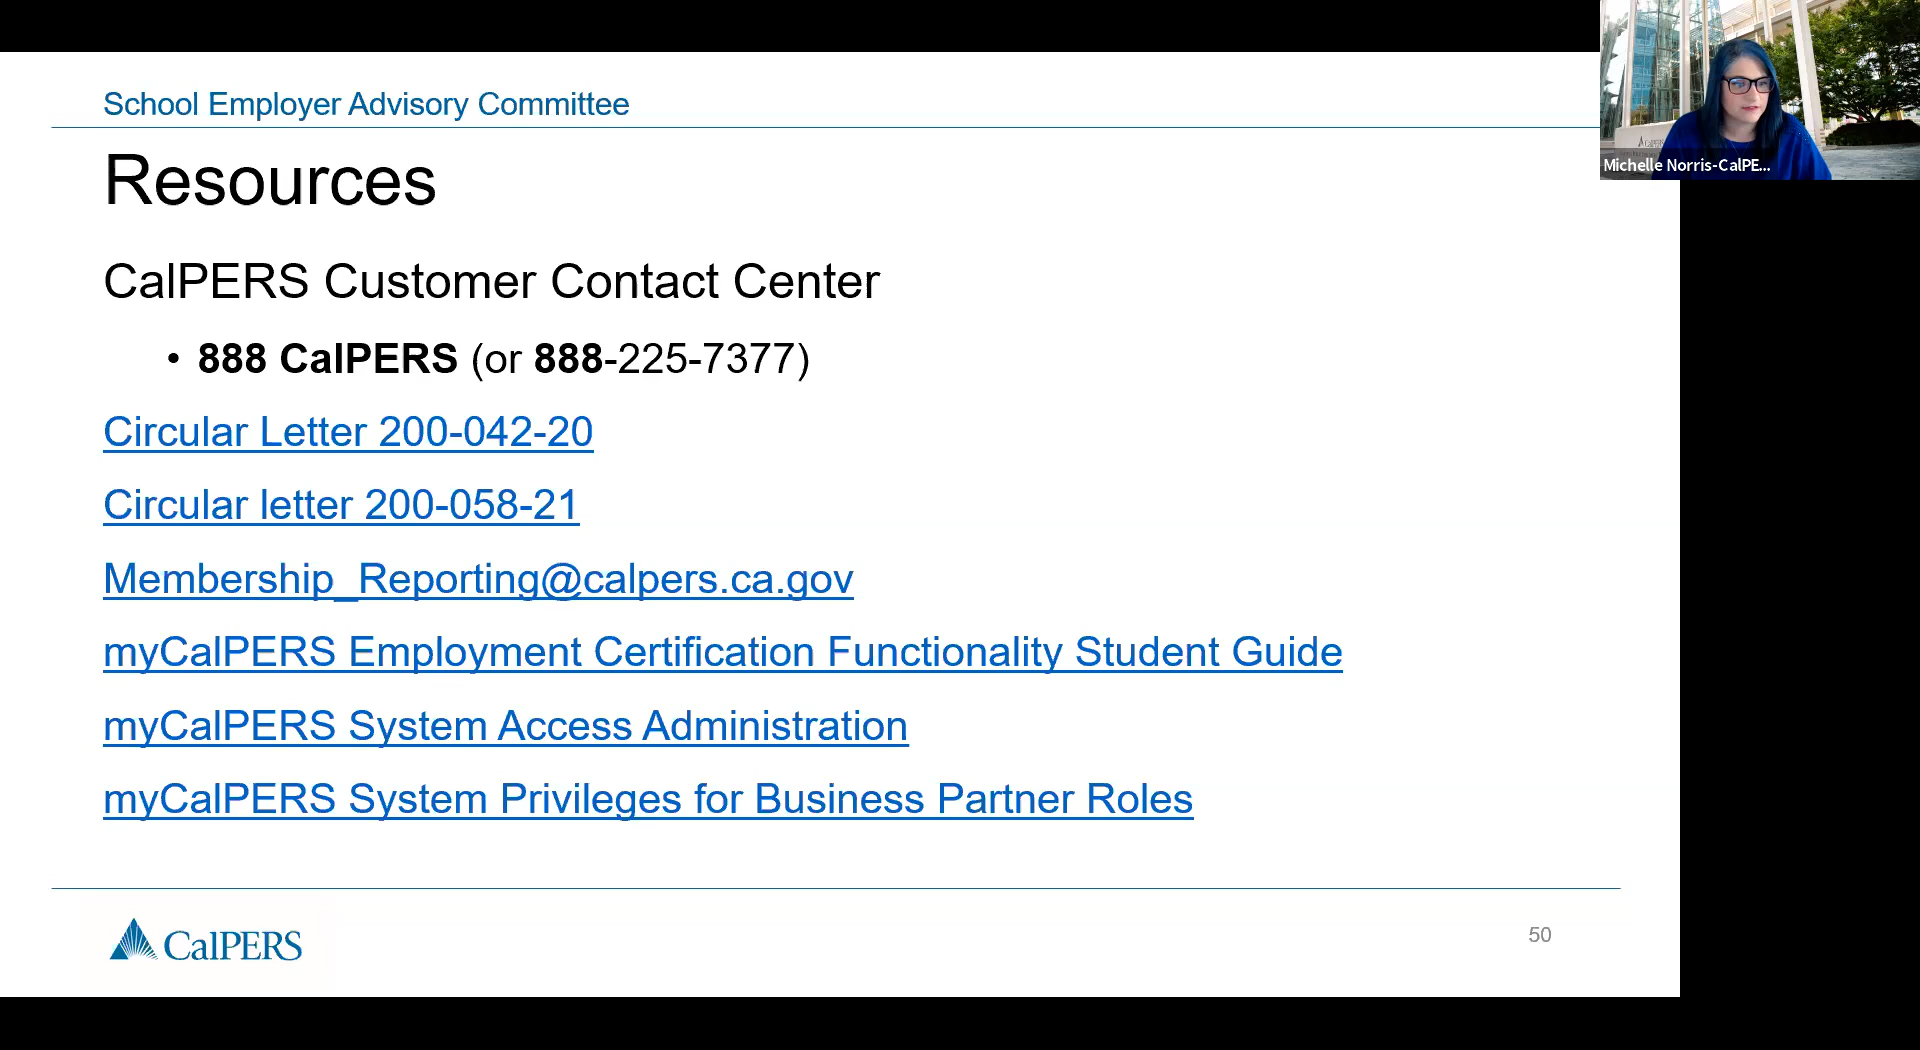 School Employer Advisory Committee
Resources
CalPERS Customer Contact Center
• 888 CalPERS (or 888-225-7377)
Circular Letter 200-042-20
Circular letter 200-058-21
Membership_Reporting@calpers.ca.gov
myCalPERS Employment Certification Functionality Student Guide
myCalPERS System Access Administration
myCalPERS System Privileges for Business Partner Roles
CalPERS
50
Michelle Norris-CalPE...